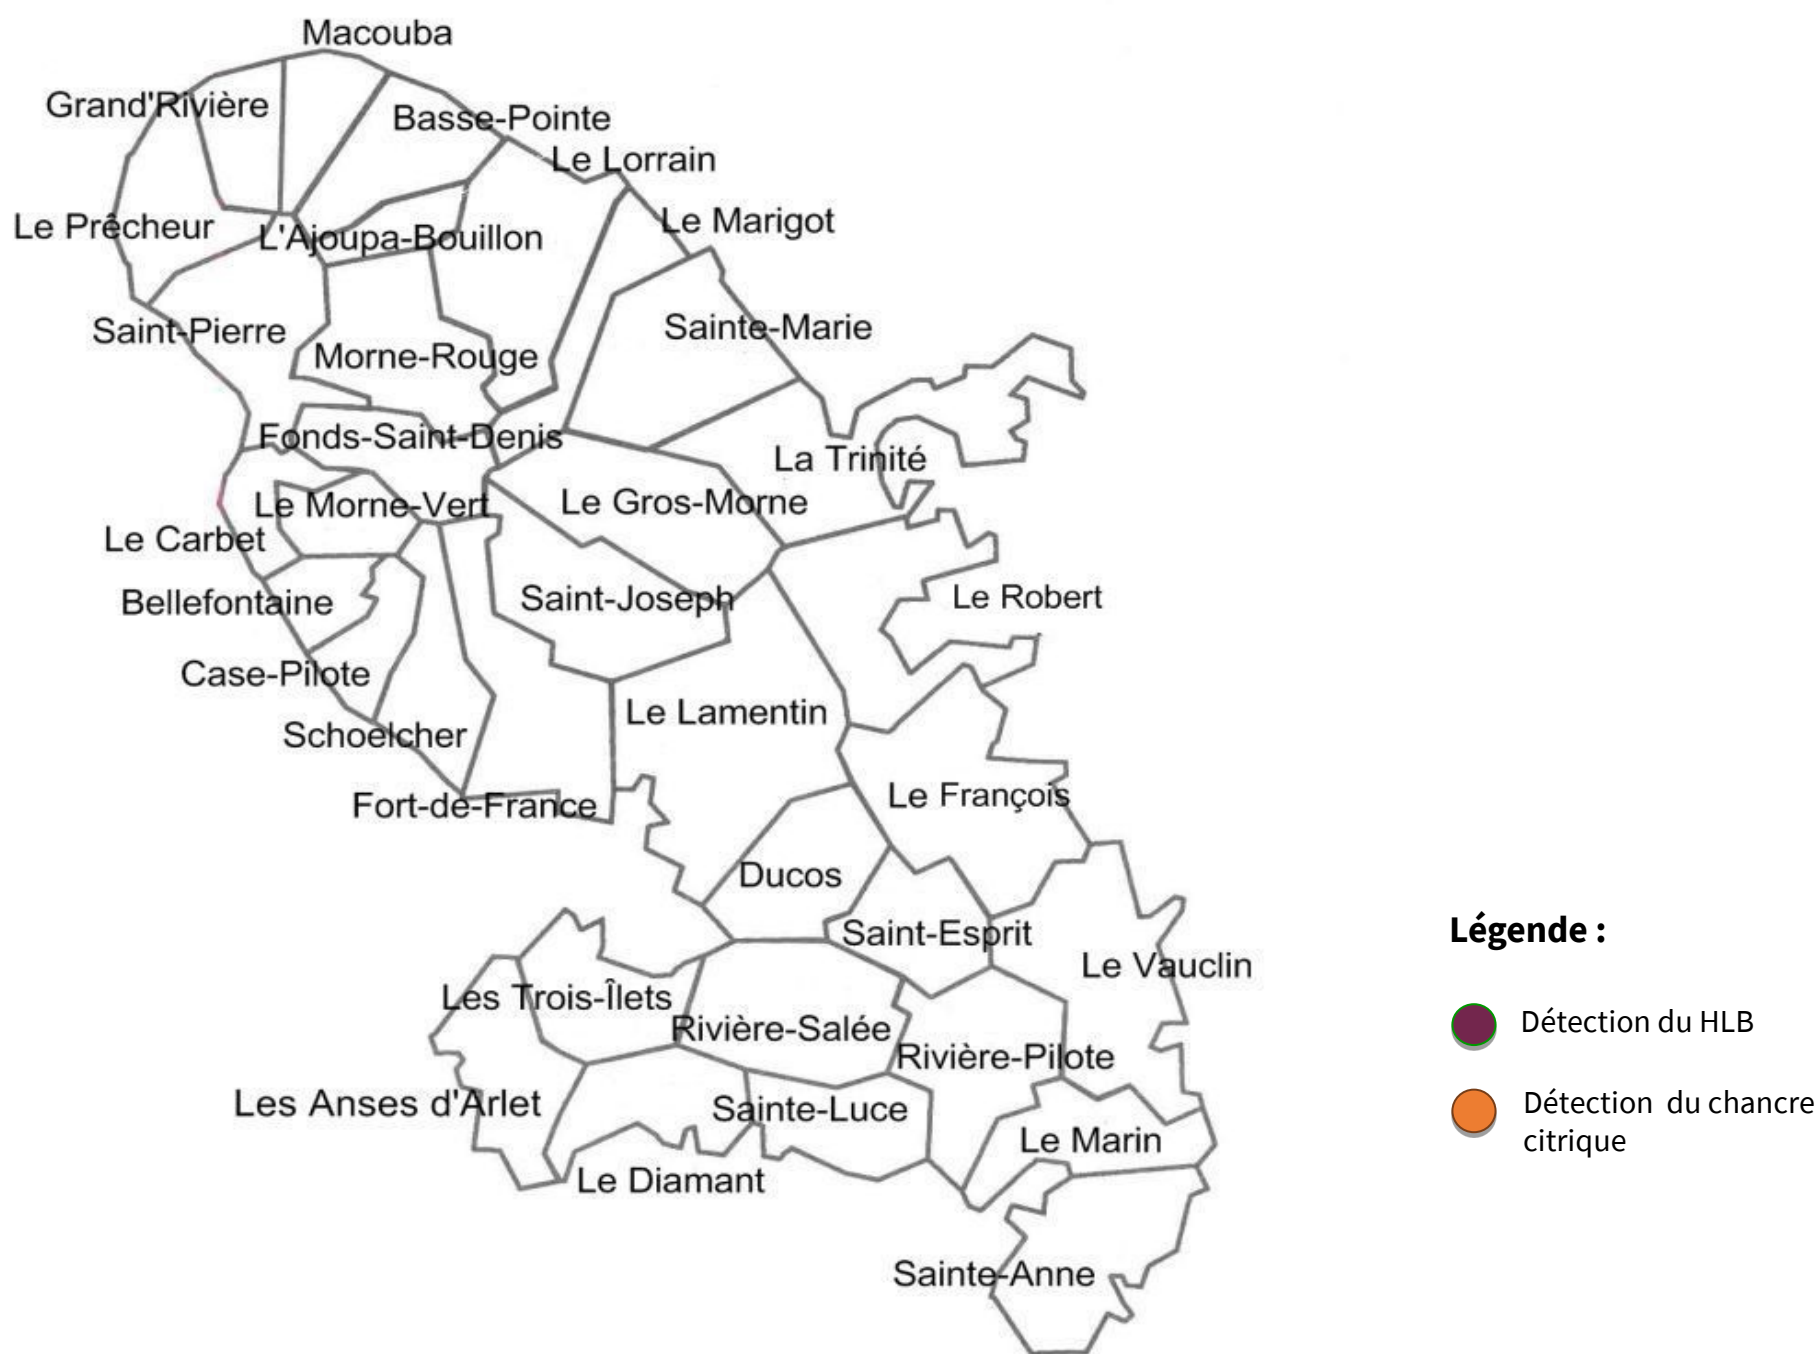 Macouba
Grand'Rivière
Basse-Pointe
Le Lorrain
Le Prêcheur
L'Ajoupa-Bouillon
Le Marigot
Saint-Pierre
Morne-Rouge
Sainte-Marie
Fonds-Saint-Denis
La Trinité
Le Morne-Vert
Le Gros-Morne
Le Carbet
Bellefontaine
Saint-Joseph
Le Robert
Case-Pilote
Schoelcher
Le Lamentin
Fort-de-France
Le François
Ducos
Saint-Esprit
Le Vauclin
Les Trois-Îlets
Rivière-Salée
Rivière-Pilote
Les Anses d'Arlet
Sainte-Luce
Le Marin
Le Diamant
Sainte-Anne
Légende :
Détection du HLB
Détection du chancre
citrique